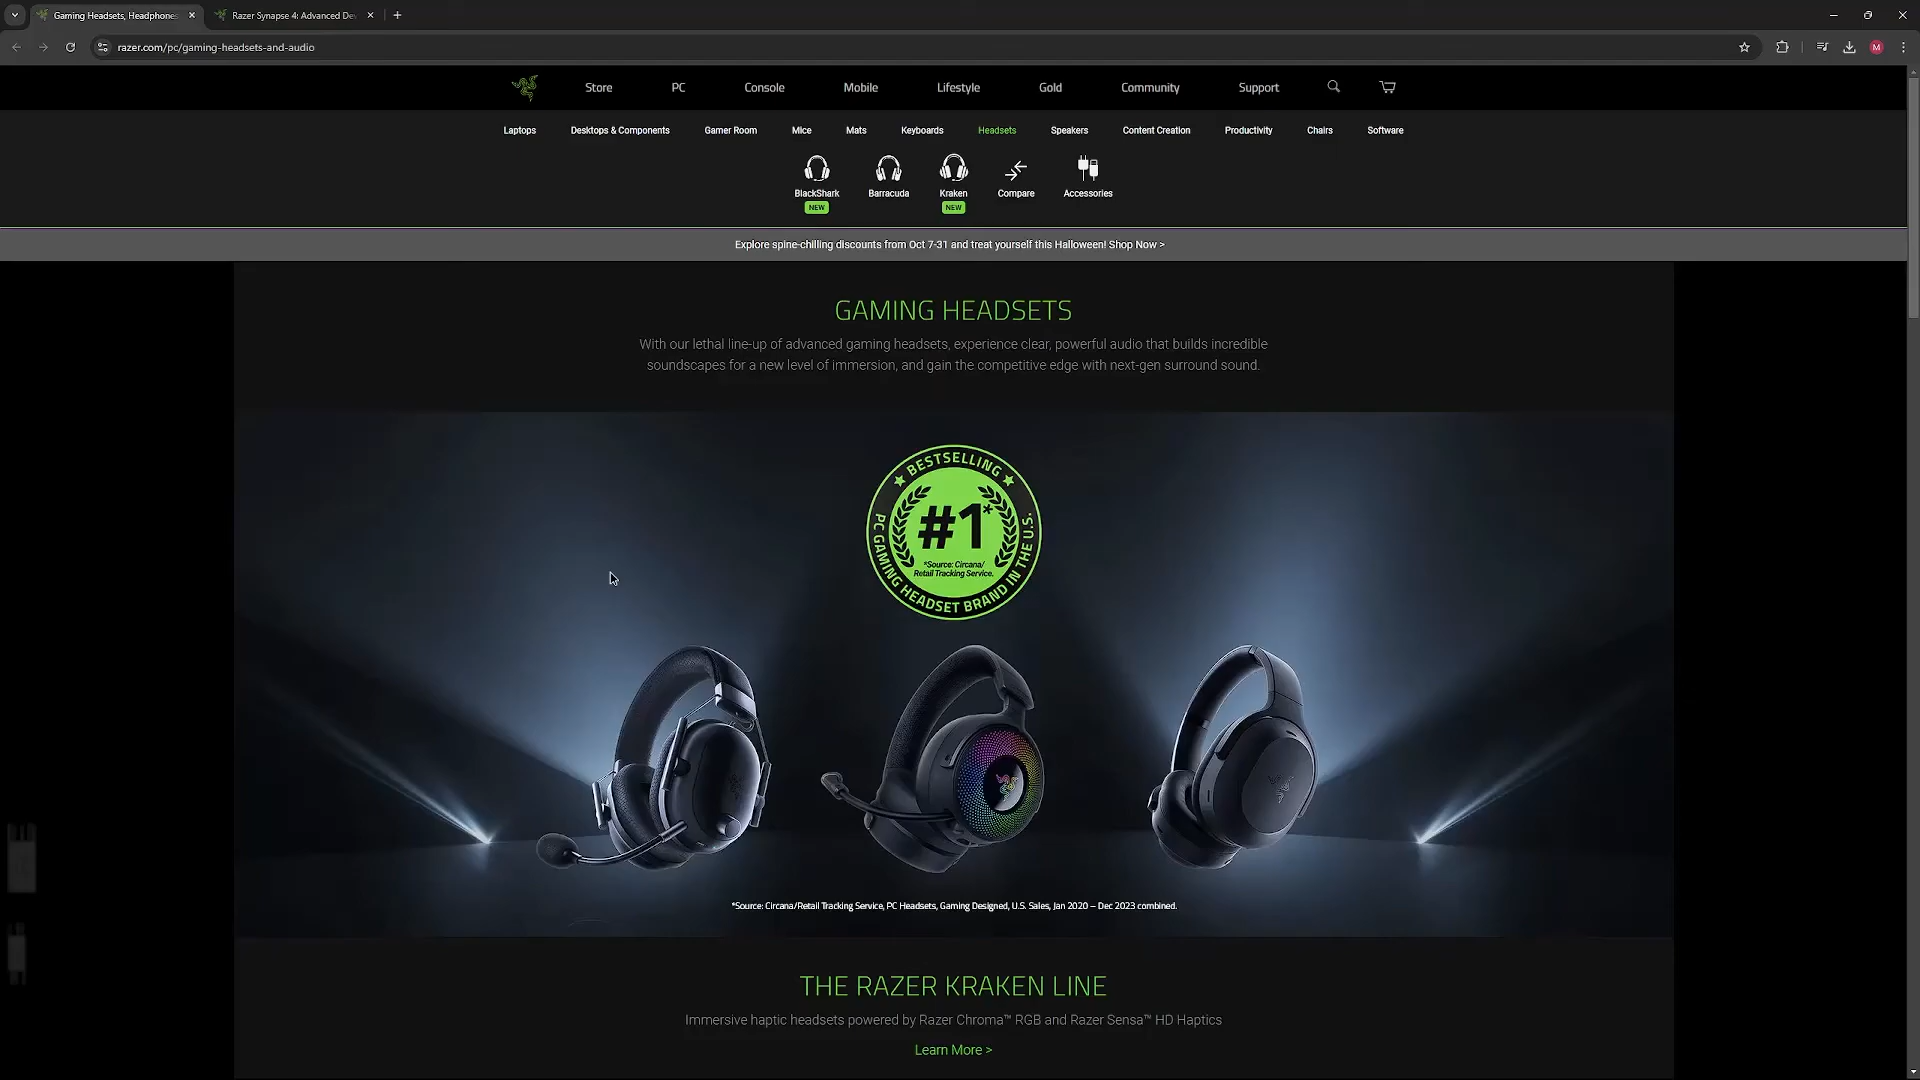 Gaming Headsets, Headphones
Razer Synapse 4: Advanced De
razer.com/pc/gaming-headsets-and-audio
M
Store PC Console Mobile Lifestyle Gold Community Support
Laptops Desktops & Components Gamer Room Mice Mats Keyboards Headsets Speakers Content Creation Productivity Chairs Software
BlackShark Barracuda Kraken Compare Accessories
NEW NEW
Explore spine-chilling discounts from Oct 7-31 and treat yourself this Halloween! Shop Now >
GAMING HEADSETS
With our lethal line-up of advanced gaming headsets, experience clear, powerful audio that builds incredible
soundscapes for a new level of immersion, and gain the competitive edge with next-gen surround sound.
BESTSELLING
#1*
*Source: Circana/
Retail Tracking Service.
PC GAMING HEADSET BRAND IN THE U.S.
*Source: Circana/Retail Tracking Service, PC Headsets, Gaming Designed, U.S. Sales, Jan 2020 – Dec 2023 combined.
THE RAZER KRAKEN LINE
Immersive haptic headsets powered by Razer Chroma™ RGB and Razer Sensa™ HD Haptics
Learn More >